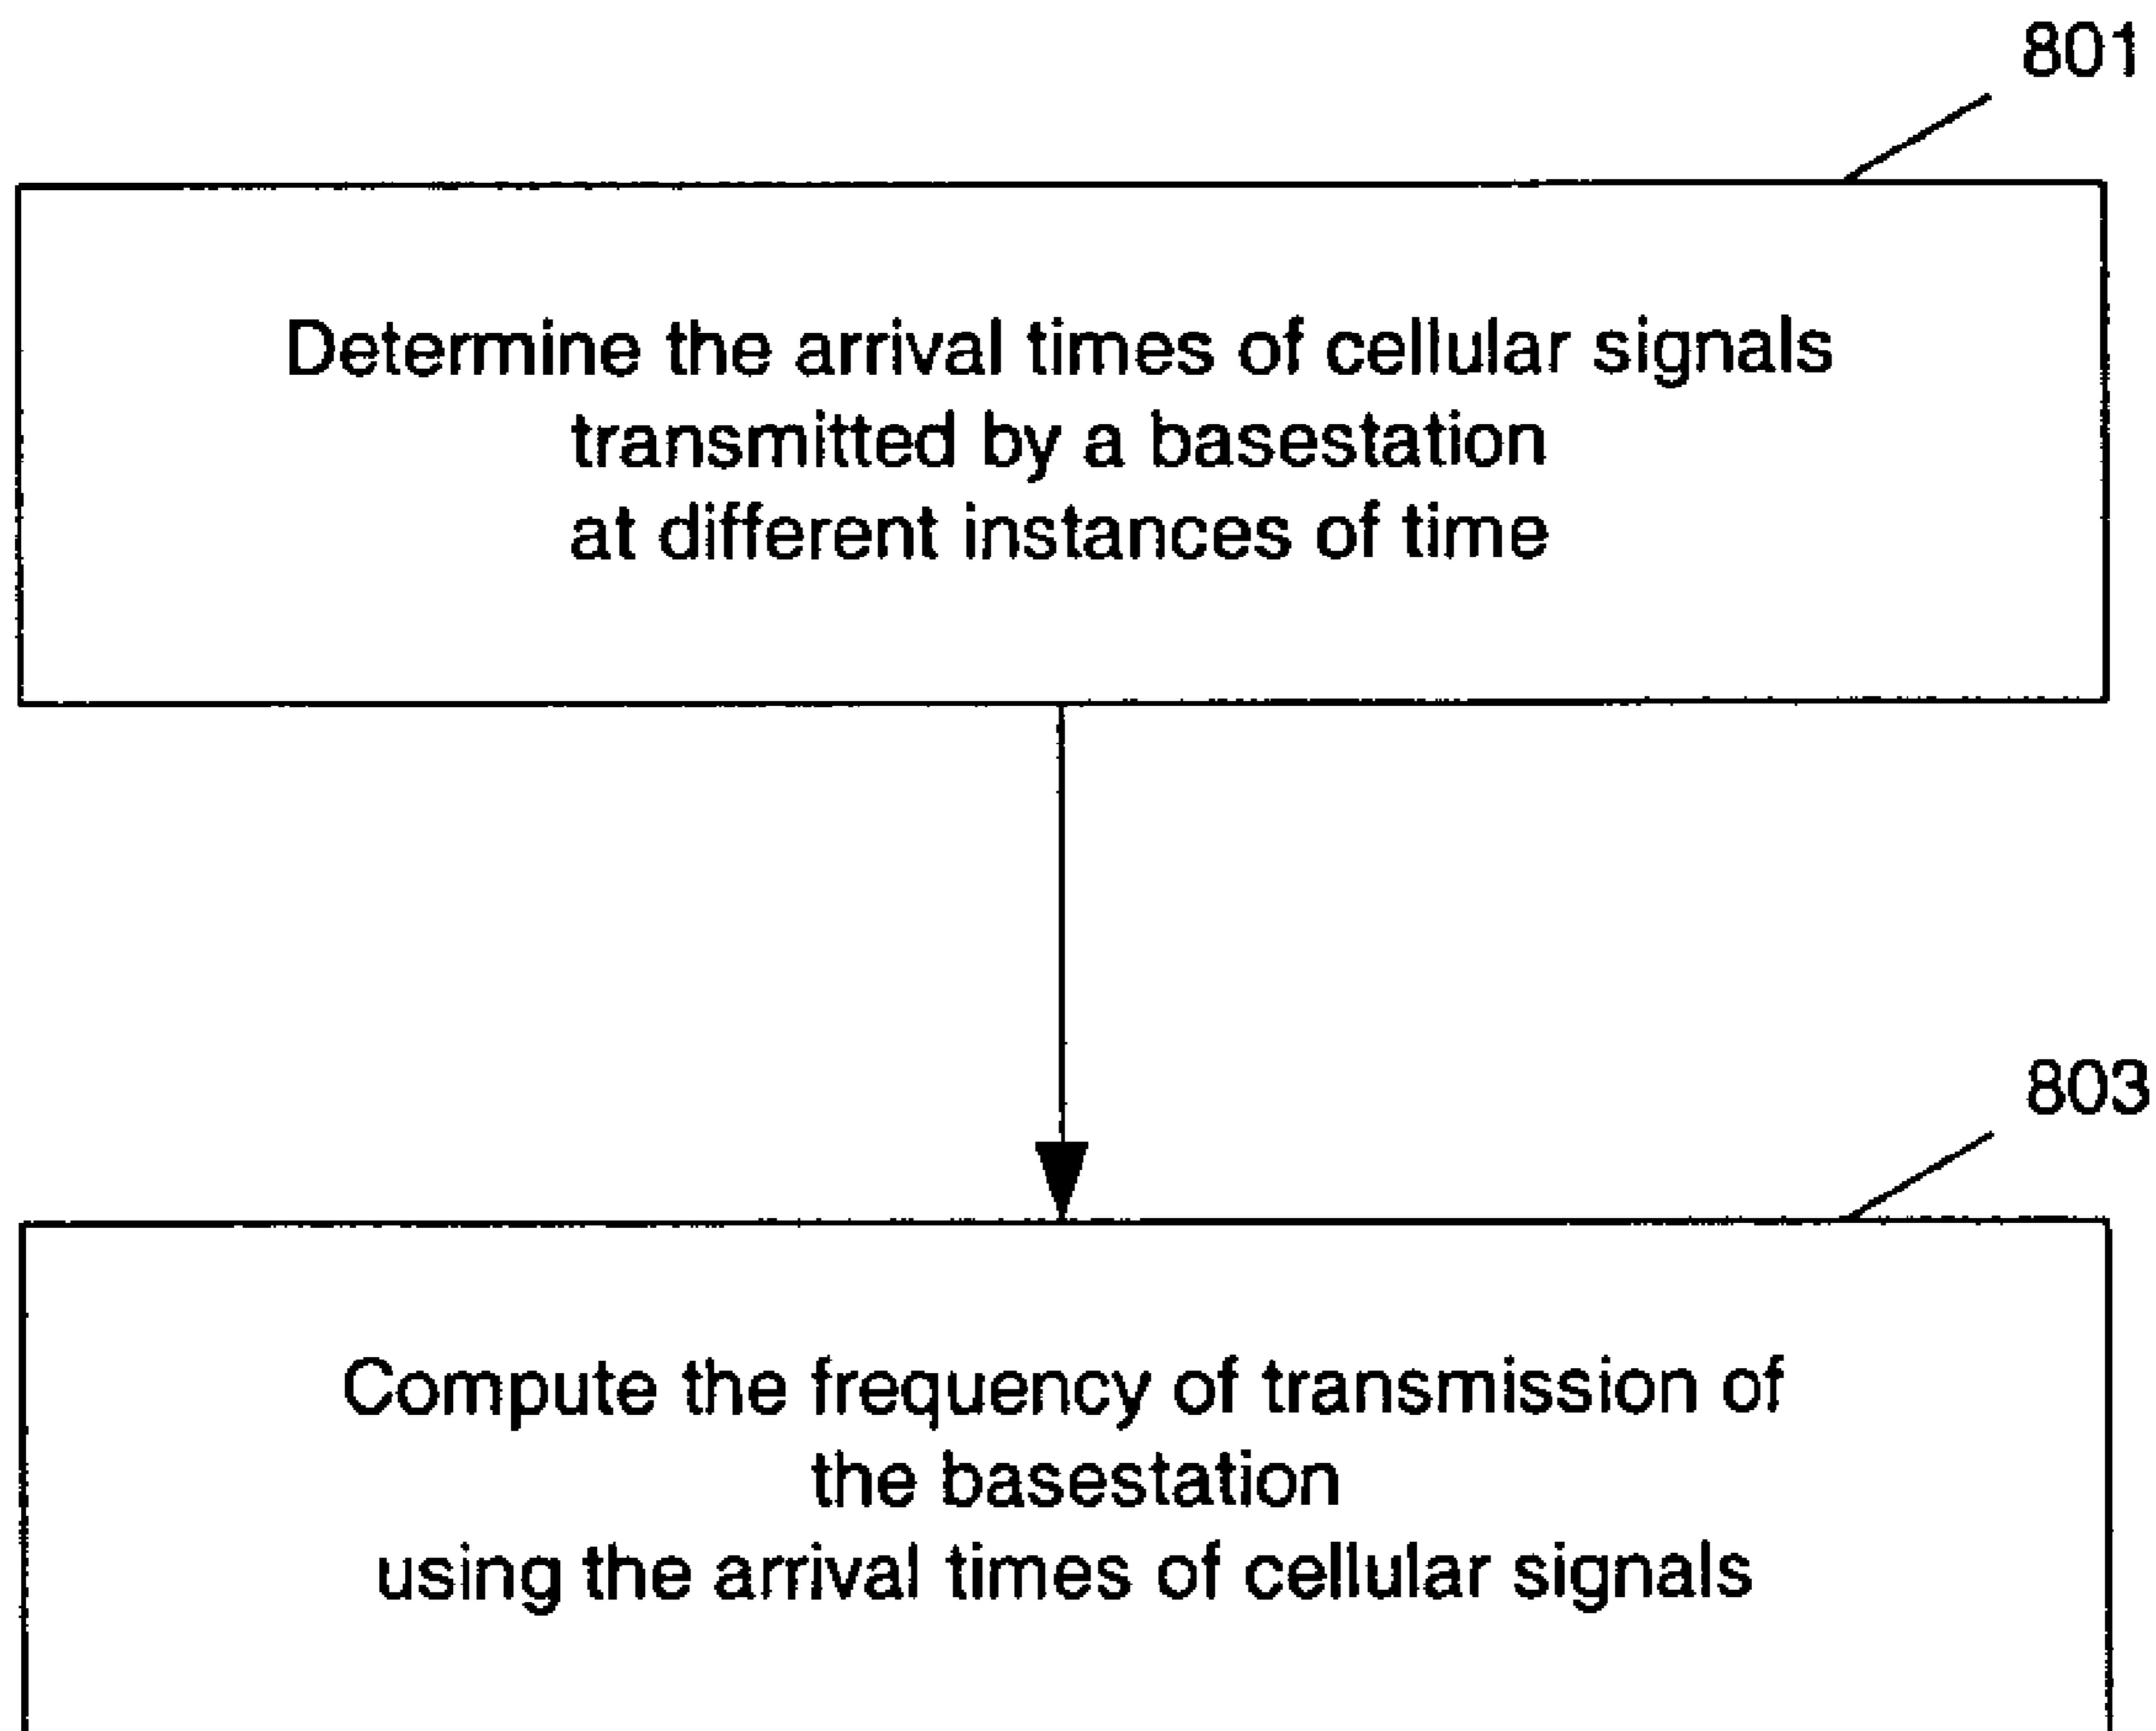 801
Determine the arrival times of cellular signals
transmitted by a basestation
at different instances of time
803
Compute the frequency of transmission of
the basestation
using the arrival times of cellular signals